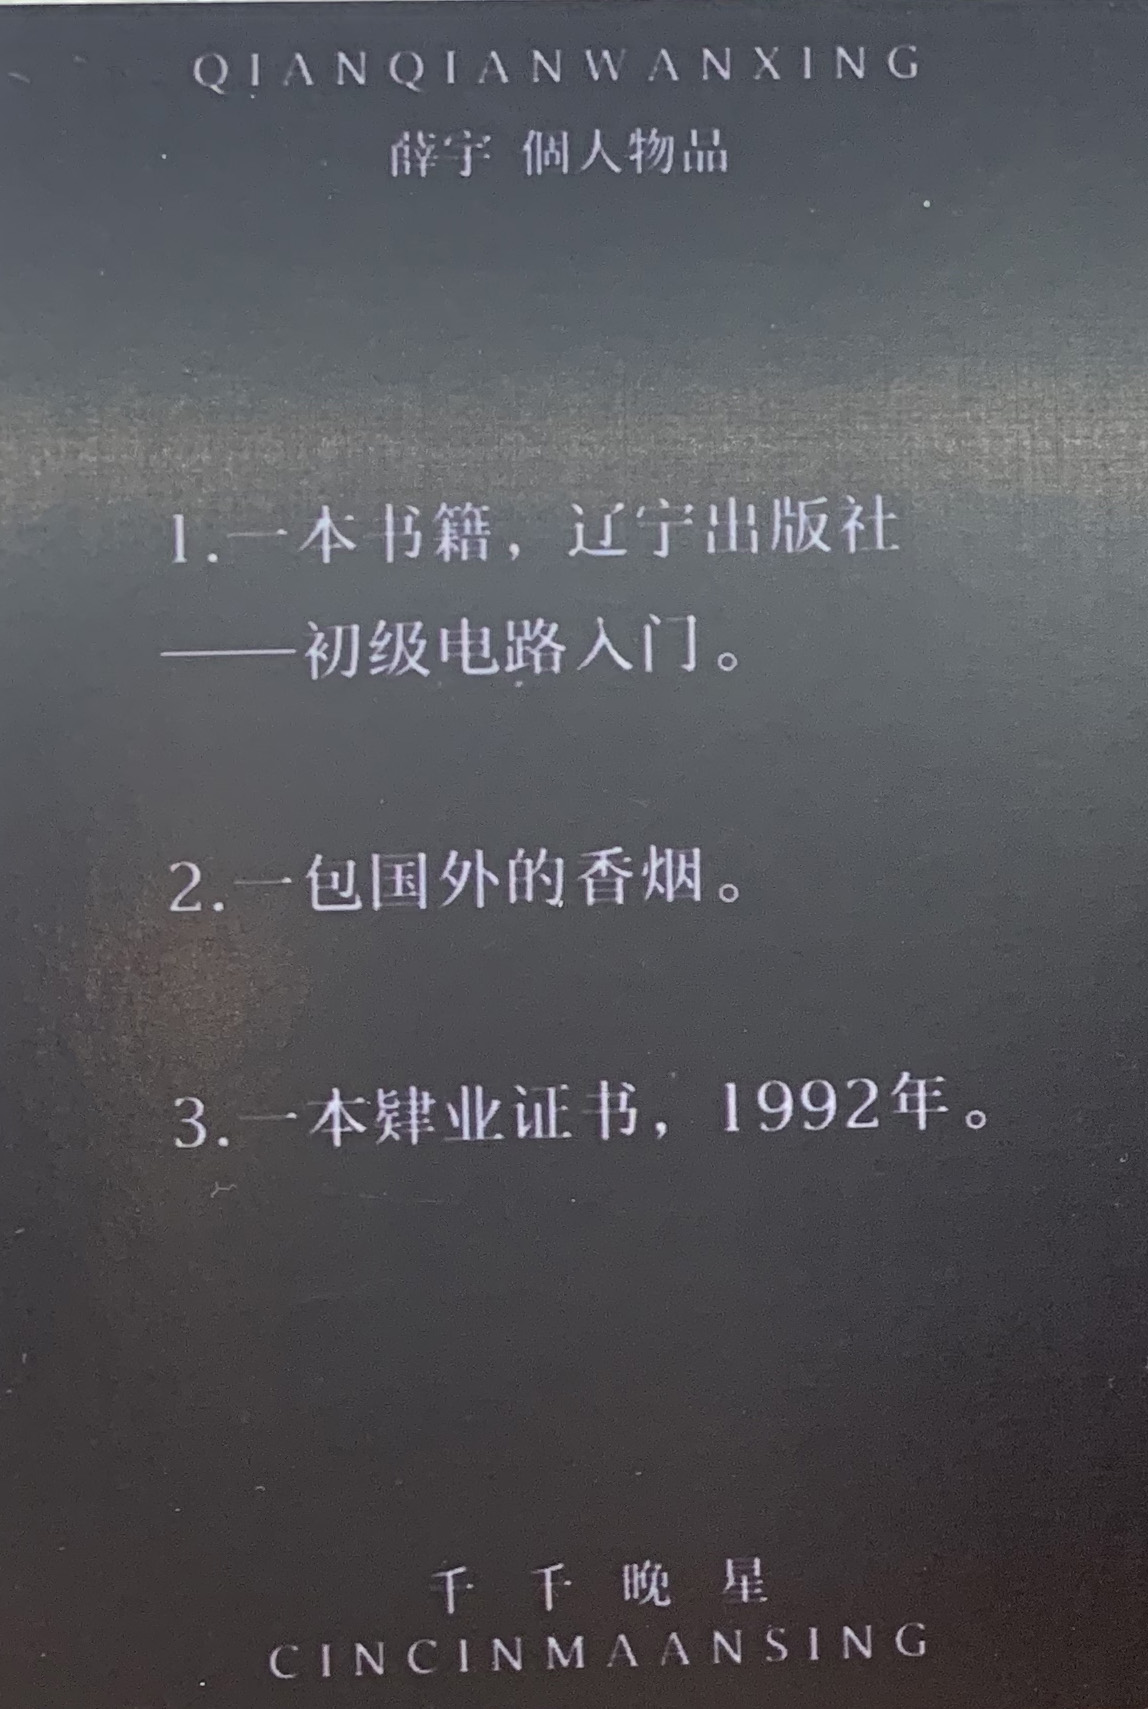 QIANQIANWANXING
薛宇 個人物品
1.一本书籍，辽宁出版社
——初级电路入门。
2.一包国外的香烟。
3.一本肄业证书，1992年。
千千晚星
CINCINMAANSING